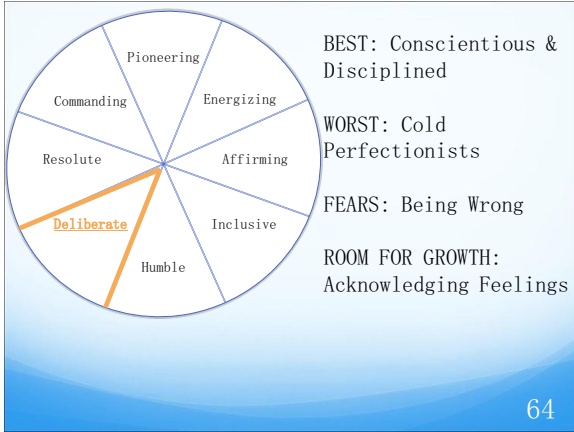 Pioneering
Commanding
Energizing
Resolute
Affirming
Deliberate
Inclusive
Humble
BEST: Conscientious &
Disciplined
WORST: Cold
Perfectionists
FEARS: Being Wrong
ROOM FOR GROWTH:
Acknowledging Feelings
64